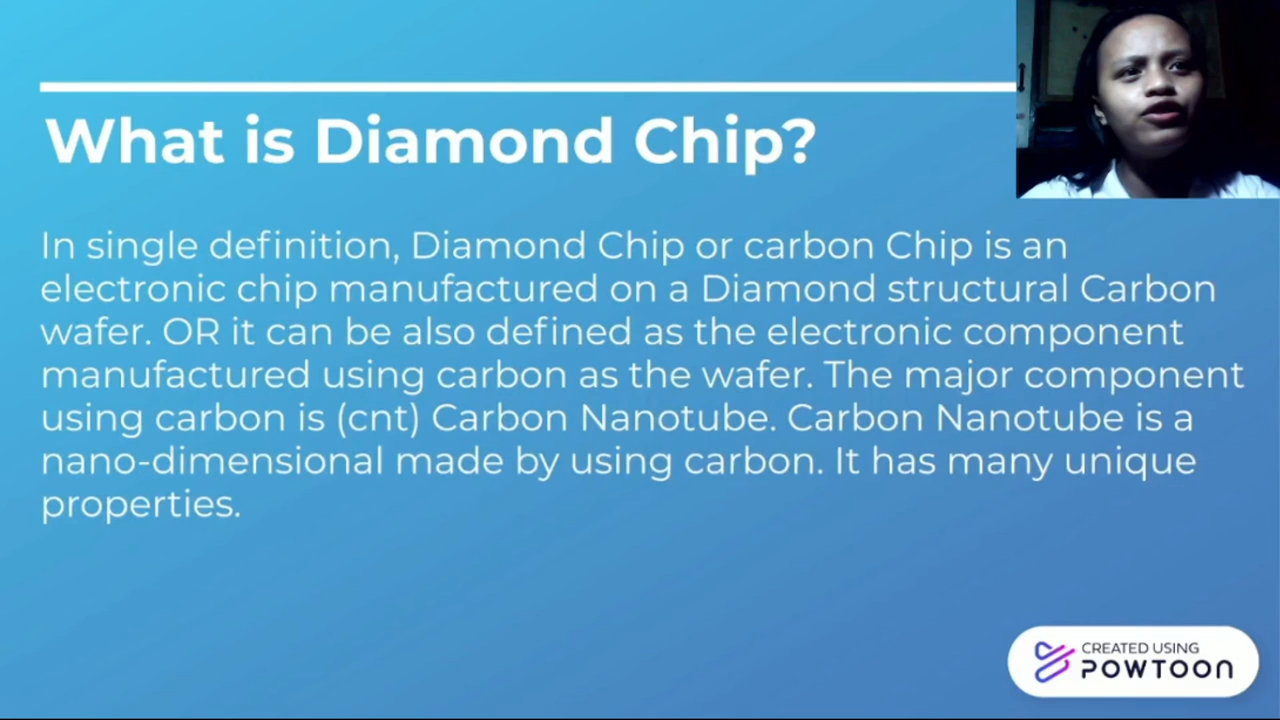 What is Diamond Chip?
In single definition, Diamond Chip or carbon Chip is an
electronic chip manufactured on a Diamond structural Carbon
wafer. OR it can be also defined as the electronic component
manufactured using carbon as the wafer. The major component
using carbon is (cnt) Carbon Nanotube. Carbon Nanotube is a
nano-dimensional made by using carbon. It has many unique
properties.
CREATED USING
POWTOON